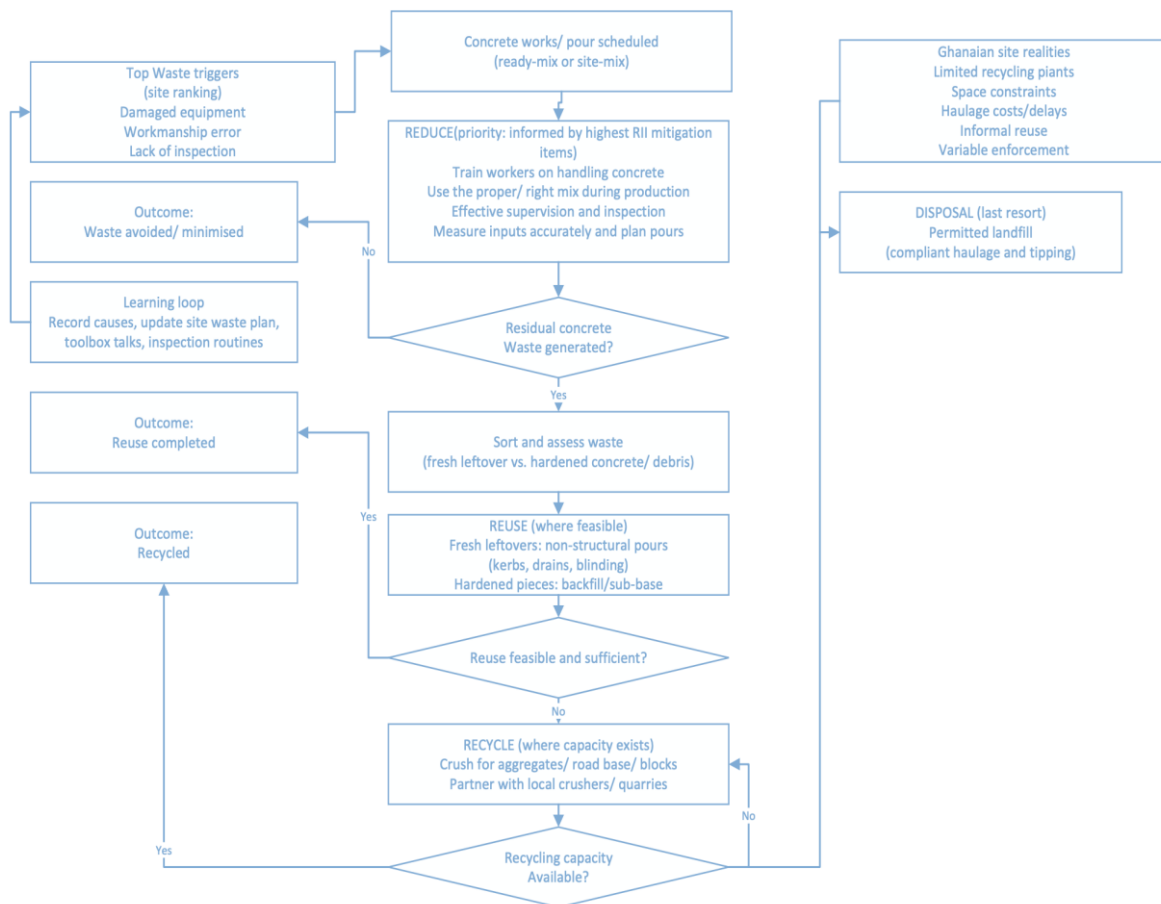 Concrete works/ pour scheduled
(ready-mix or site-mix)
Top Waste triggers
(site ranking)
Damaged equipment
Workmanship error
Lack of inspection
Ghanaian site realities
Limited recycling plants
Space constraints
Haulage costs/delays
Informal reuse
Variable enforcement
REDUCE(priority: informed by highest RII mitigation
items)
Train workers on handling concrete
Use the proper/ right mix during production
Effective supervision and inspection
Measure inputs accurately and plan pours
Outcome:
Waste avoided/ minimised
DISPOSAL (last resort)
Permitted landfill
(compliant haulage and tipping)
No
Learning loop
Record causes, update site waste plan,
toolbox talks, inspection routines
Residual concrete
Waste generated?
Yes
Outcome:
Reuse completed
Sort and assess waste
(fresh leftover vs. hardened concrete/ debris)
Yes
REUSE (where feasible)
Fresh leftovers: non-structural pours
(kerbs, drains, blinding)
Hardened pieces: backfill/sub-base
Outcome:
Recycled
Reuse feasible and sufficient?
No
RECYCLE (where capacity exists)
Crush for aggregates/ road base/ blocks
Partner with local crushers/ quarries
No
Yes
Recycling capacity
Available?